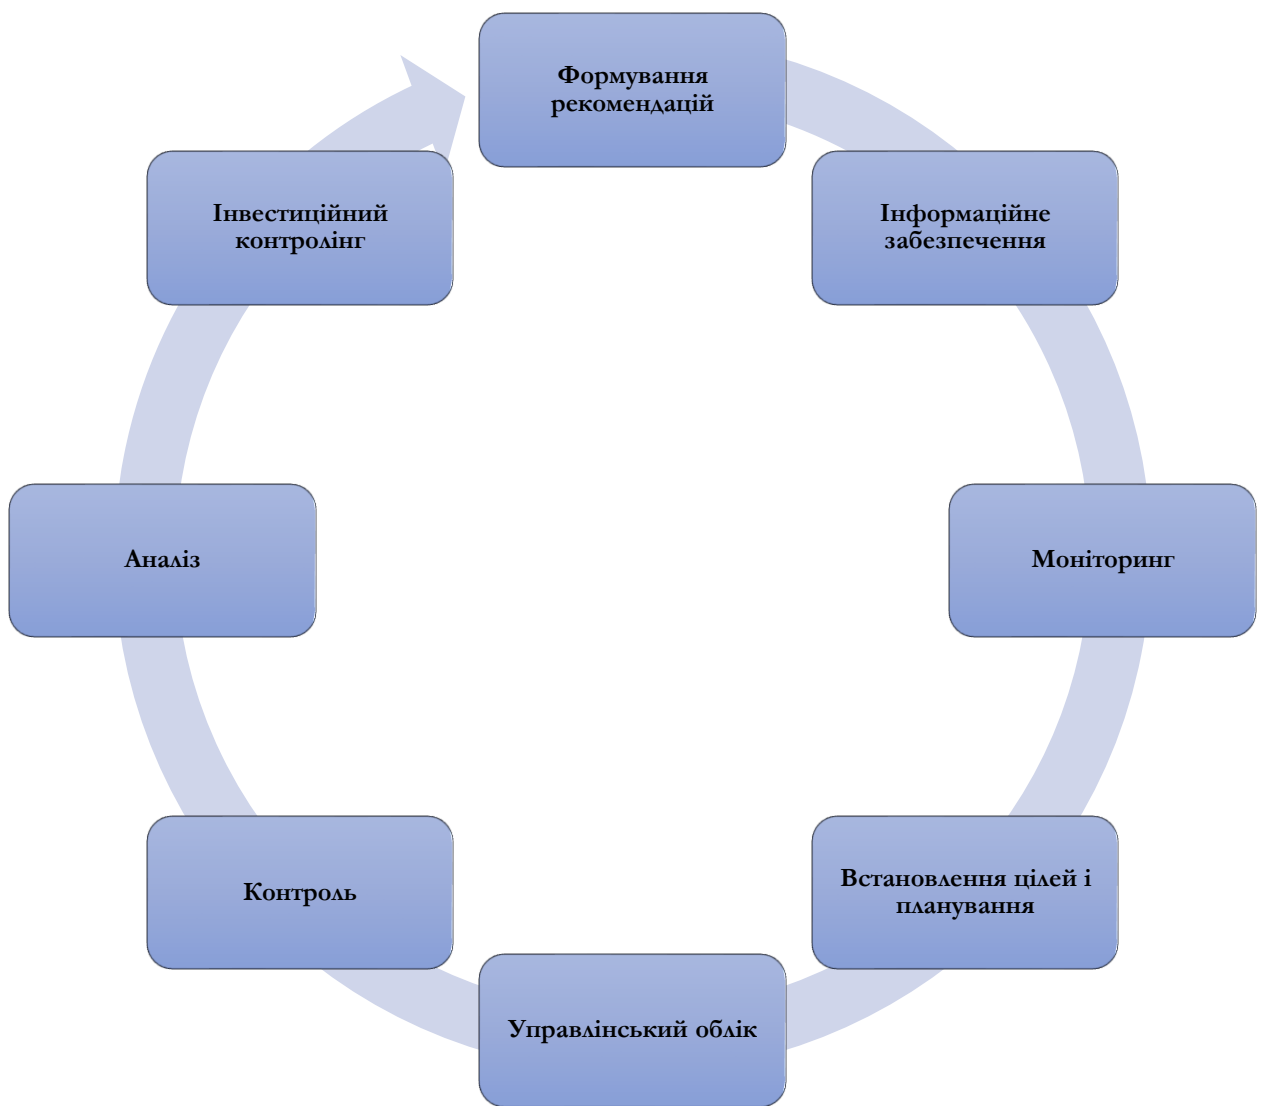 Формування
рекомендацій
Інформаційне
забезпечення
Моніторинг
Встановлення цілей і
планування
Управлінський облік
Контроль
Аналіз
Інвестиційний
контролінг